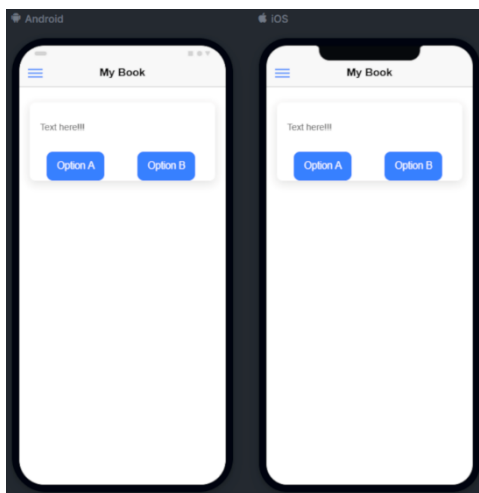 Android
iOS
My Book
Text here!!!!
Option A
Option B
My Book
Text here!!!!
Option A
Option B